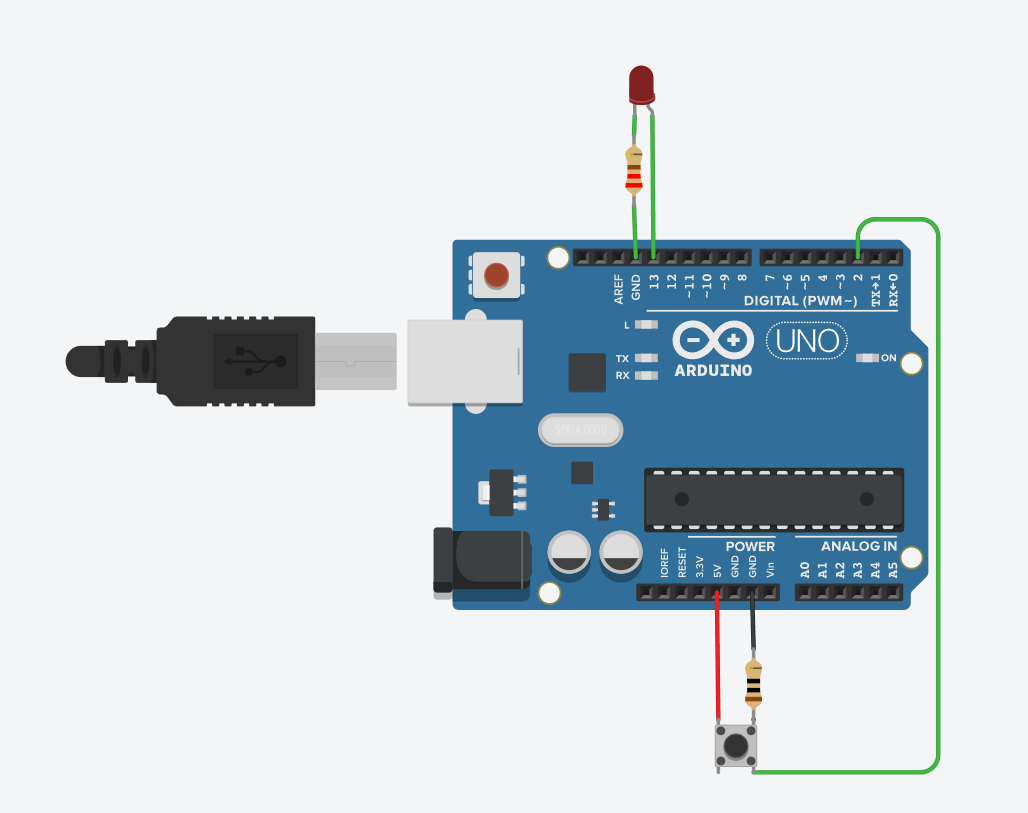 AREF
GND
13
12
~11
~10
~9
8
7
~6
~5
4
~3
2
TX→1
RX←0
DIGITAL (PWM~)
L
TX
RX
UNO
ARDUINO
ON
SPK16.000G
POWER
ANALOG IN
IOREF
RESET
3.3V
5V
GND
GND
Vin
A0
A1
A2
A3
A4
A5